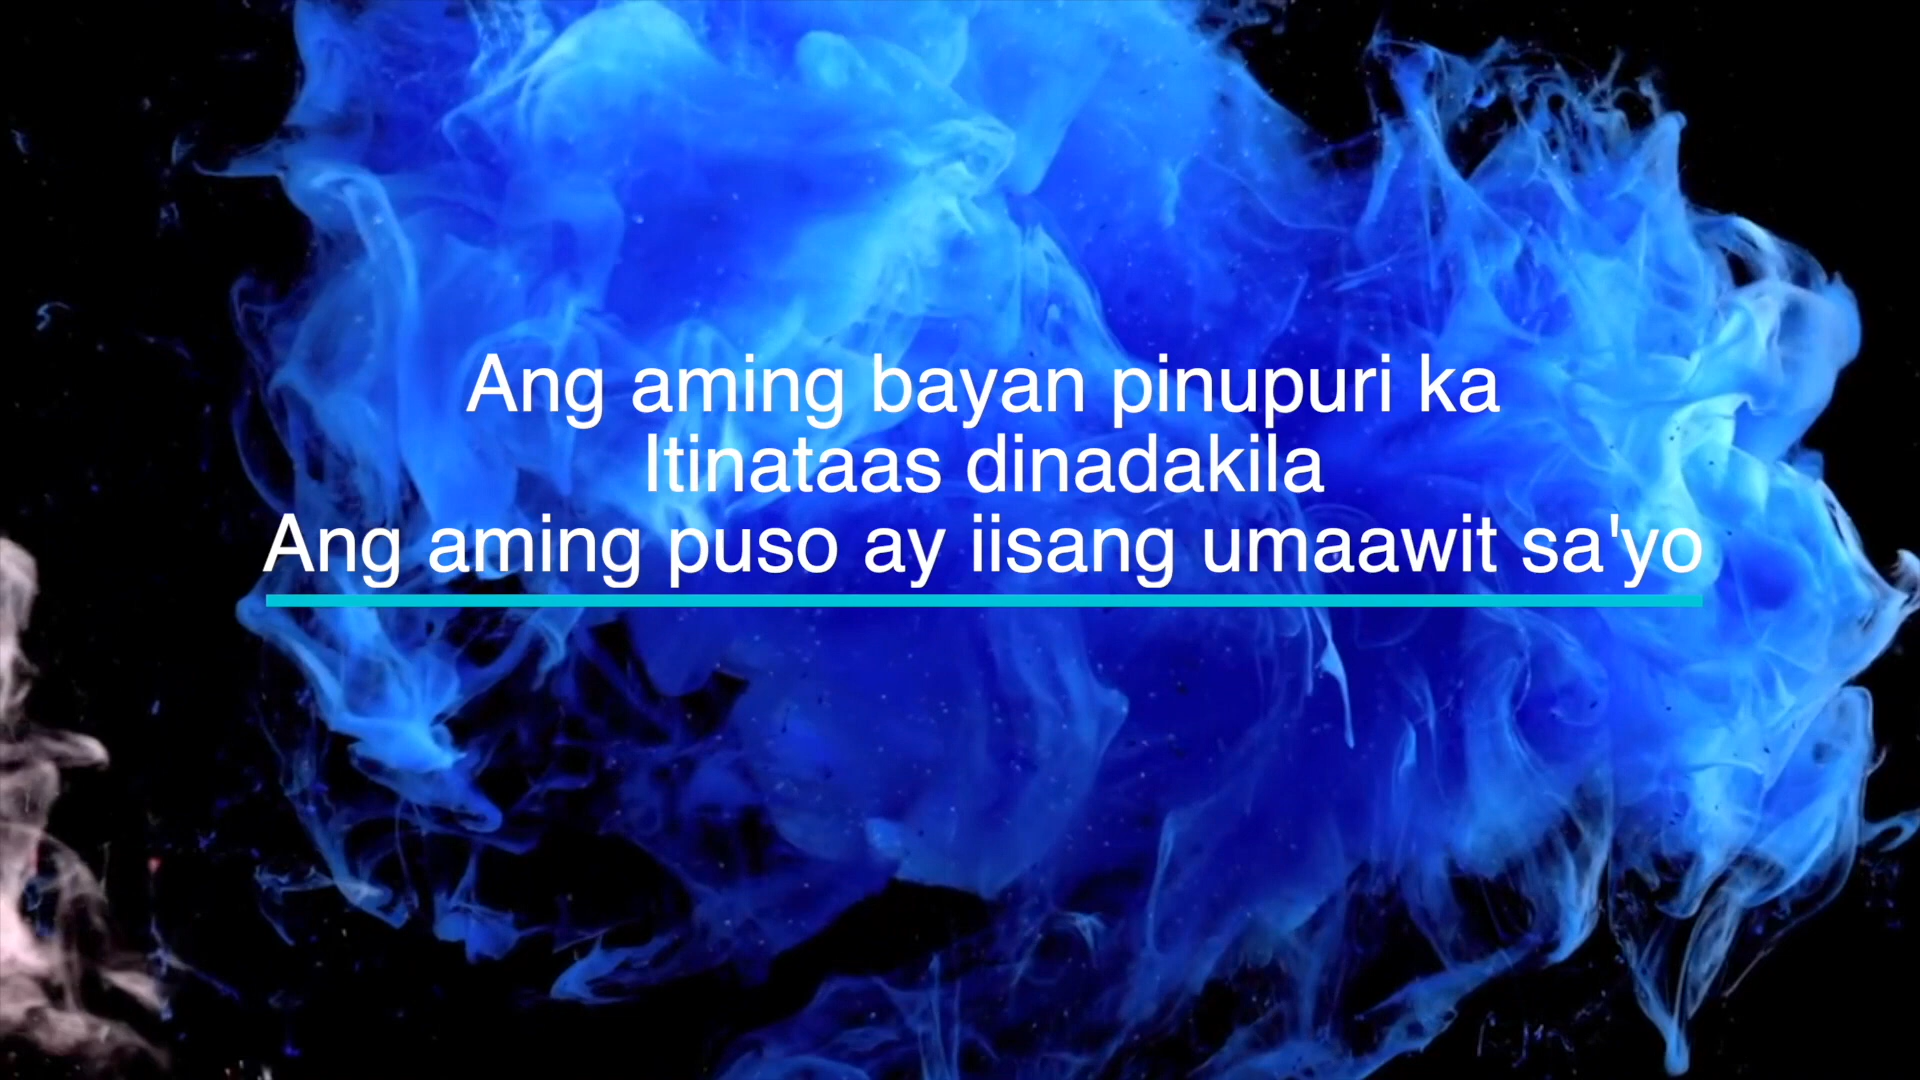 Ang aming bayan pinupuri ka
Itinataas dinadakila
Ang aming puso ay iisang umaawit sa'yo